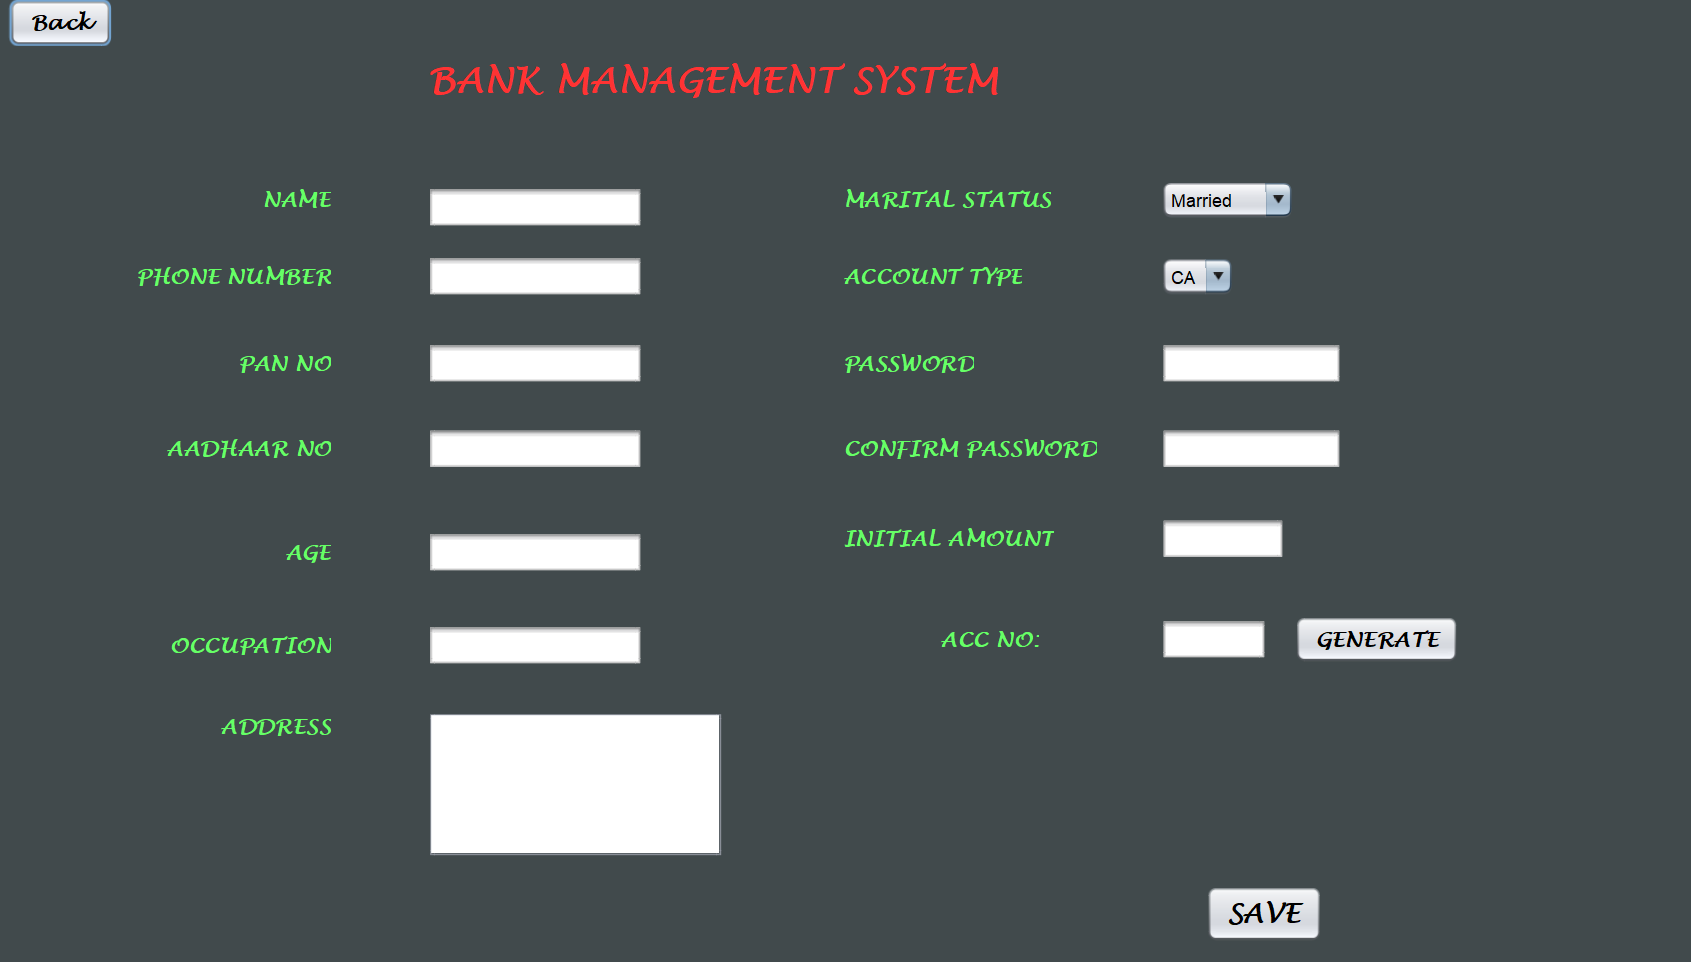 Back
BANK MANAGEMENT SYSTEM
NAME
PHONE NUMBER
PAN NO
AADHAAR NO
AGE
OCCUPATION
ADDRESS
MARITAL STATUS Married
ACCOUNT TYPE CA
PASSWORD
CONFIRM PASSWORD
INITIAL AMOUNT
ACC NO: GENERATE
SAVE